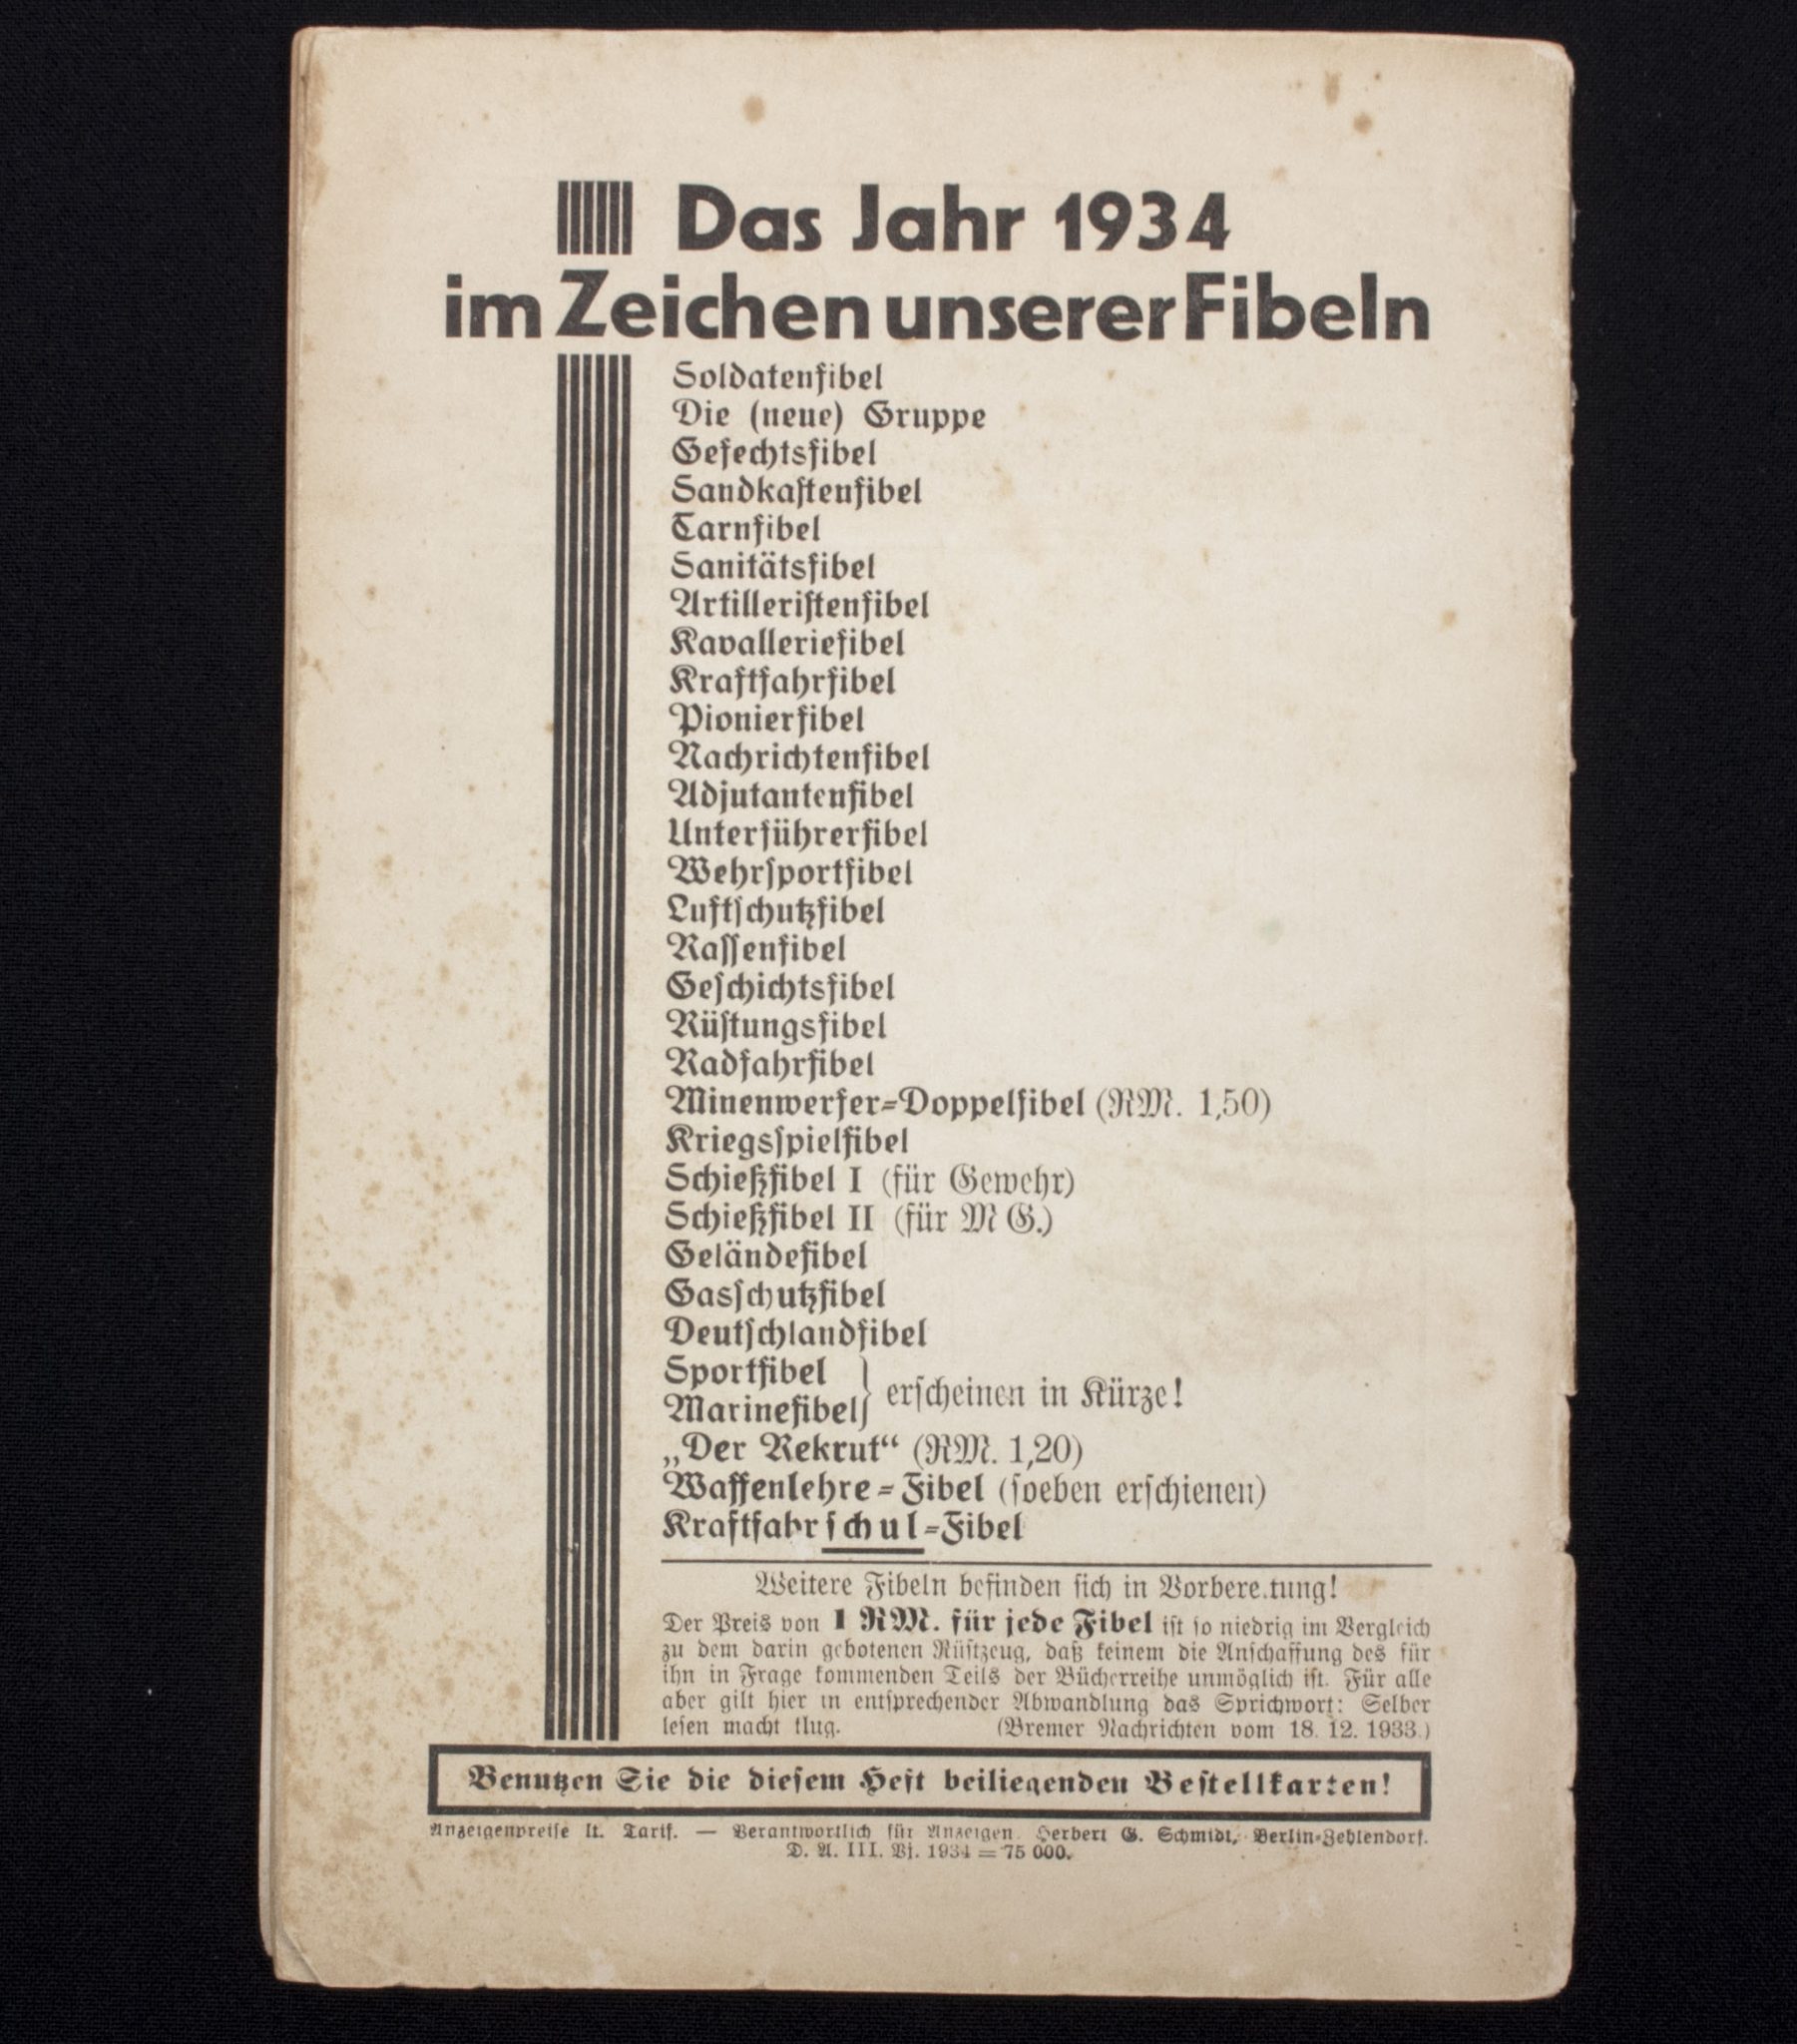 Das Jahr 1934
im Zeichen unserer Fibeln
Soldatenfibel
Die (neue) Gruppe
Gefechtsfibel
Sandkastenfibel
Tarnfibel
Sanitätsfibel
Artilleristenfibel
Kavalleriefibel
Kraftfahrfibel
Pionierfibel
Nachrichtenfibel
Adjutantenfibel
Unterführerfibel
Wehrsportfibel
Luftschutzfibel
Rassenfibel
Geschichtsfibel
Rüstungsfibel
Radfahrfibel
Minenwerfer=Doppelfibel (RM. 1,50)
Kriegsspielfibel
Schießfibel I (für Gewehr)
Schießfibel II (für M G.)
Geländefibel
Gasschutzfibel
Deutschlandfibel
Sportfibel
Marinefibel } erscheinen in Kürze!
„Der Rekrut“ (RM. 1,20)
Waffenlehre=Fibel (soeben erschienen)
Kraftfahrschul=Fibel
Weitere Fibeln befinden sich in Vorbereitung!
Der Preis von 1 RM. für jede Fibel ist so niedrig im Vergleich
zu dem darin gebotenen Rüstzeug, daß keinem die Anschaffung des für
ihn in Frage kommenden Teils der Bücherreihe unmöglich ist. Für alle
aber gilt hier in entsprechender Abwandlung das Sprichwort: Selber
lesen macht klug. (Bremer Nachrichten vom 18. 12. 1933.)
Benutzen Sie die diesem Heft beiliegenden Bestellkarten!
Anzeigenpreise lt. Tarif. — Verantwortlich für Anzeigen Herbert G. Schmidt, Berlin=Zehlendorf.
D. A. III. Vj. 1934 = 75 000.